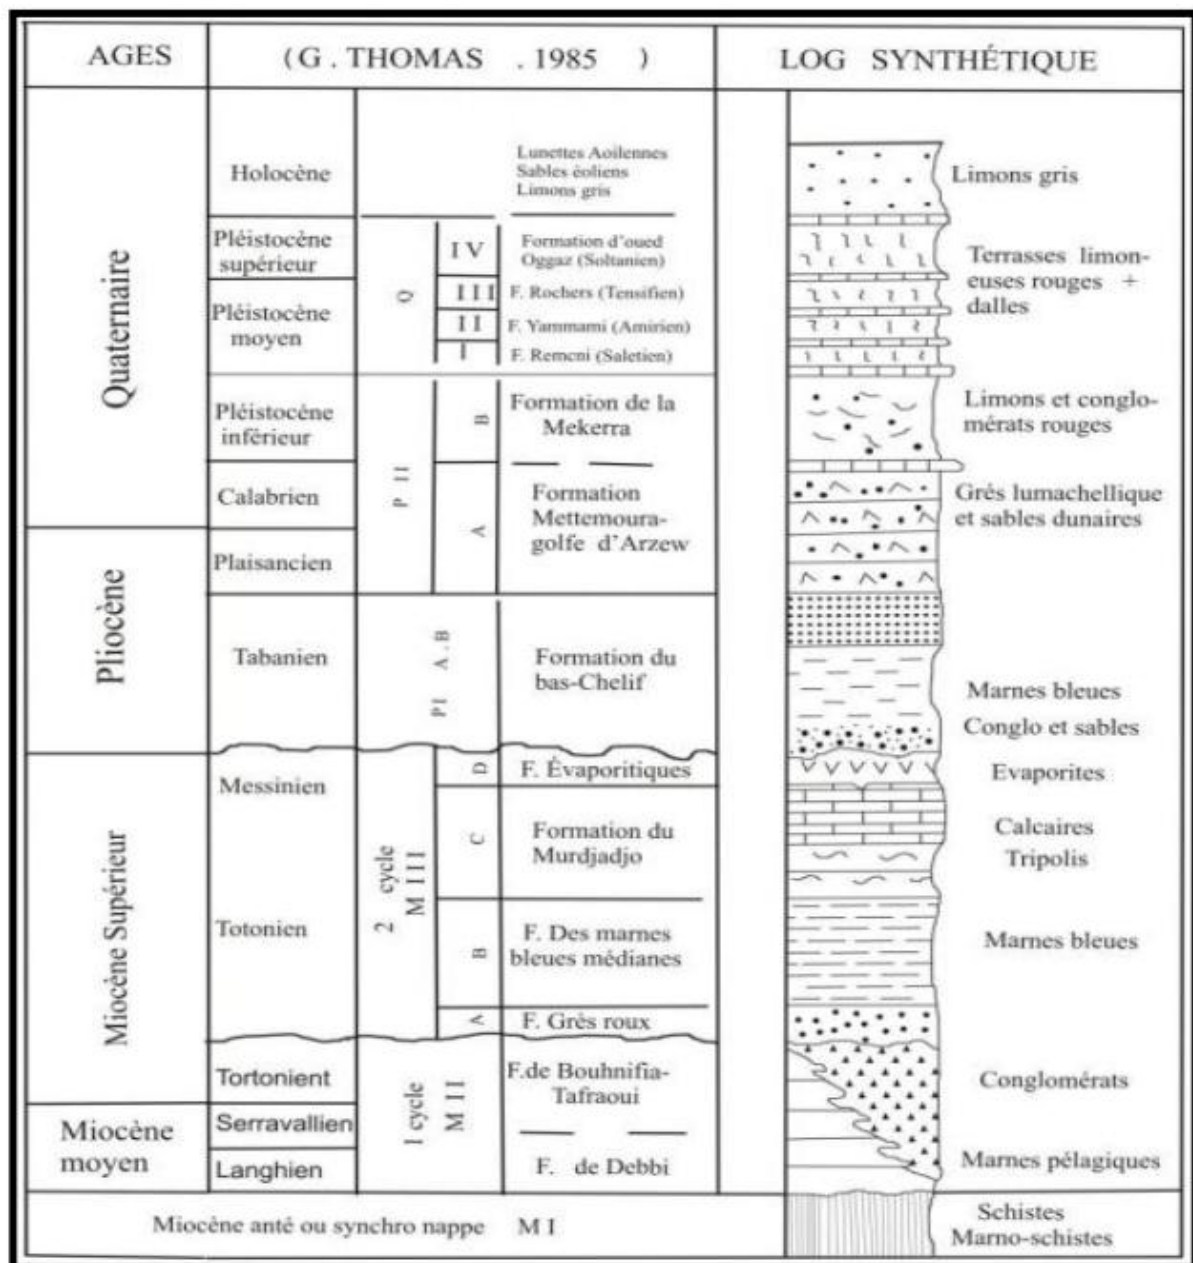 AGES
( G . THOMAS . 1985 )
LOG SYNTHÉTIQUE
Quaternaire
Pliocène
Miocène Supérieur
Miocène
moyen
Holocène
Pléistocène
supérieur
Pléistocène
moyen
Pléistocène
inférieur
Calabrien
Plaisancien
Tabanien
Messinien
Totonien
Tortonient
Serravallien
Langhien
Q
I V
I I I
I I
I
P II
B
A
PI A . B
2 cycle
M III
D
C
B
A
1 cycle
M II
Lunettes Aoilennes
Sables éoliens
Limons gris
Formation d'oued
Oggaz (Soltanien)
F. Rochers (Tensifien)
F. Yammami (Amirien)
F. Remcni (Saletien)
Formation de la
Mekerra
Formation
Mettemoura-
golfe d'Arzew
Formation du
bas-Chelif
F. Évaporitiques
Formation du
Murdjadjo
F. Des marnes
bleues médianes
F. Grès roux
F.de Bouhnifia-
Tafraoui
F. de Debbi
Miocène anté ou synchro nappe M I
Limons gris
Terrasses limon-
euses rouges +
dalles
Limons et conglo-
mérats rouges
Grés lumachellique
et sables dunaires
Marnes bleues
Conglo et sables
Evaporites
Calcaires
Tripolis
Marnes bleues
Conglomérats
Marnes pélagiques
Schistes
Marno-schistes